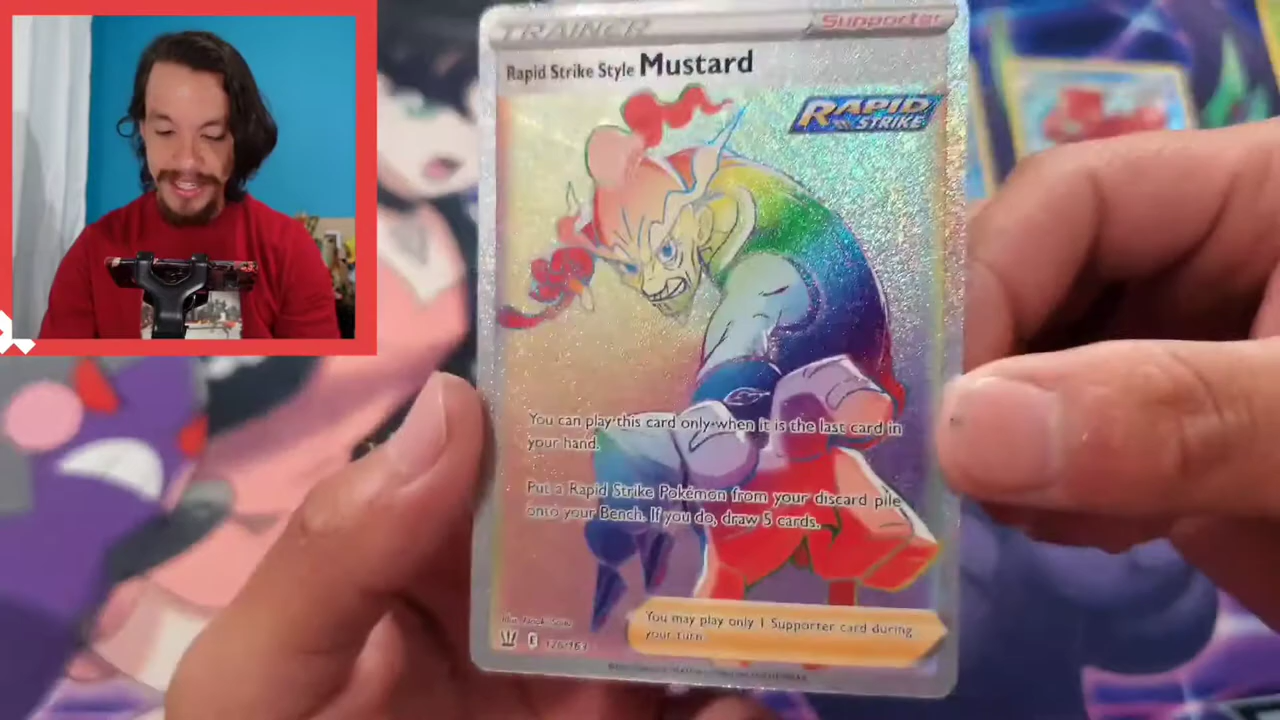 TRAINER
Supporter
Rapid Strike Style Mustard
RAPID
STRIKE
You can play this card only when it is the last card in
your hand.
Put a Rapid Strike Pokémon from your discard pile
onto your Bench. If you do, draw 5 cards.
You may play only 1 Supporter card during
your turn.
E